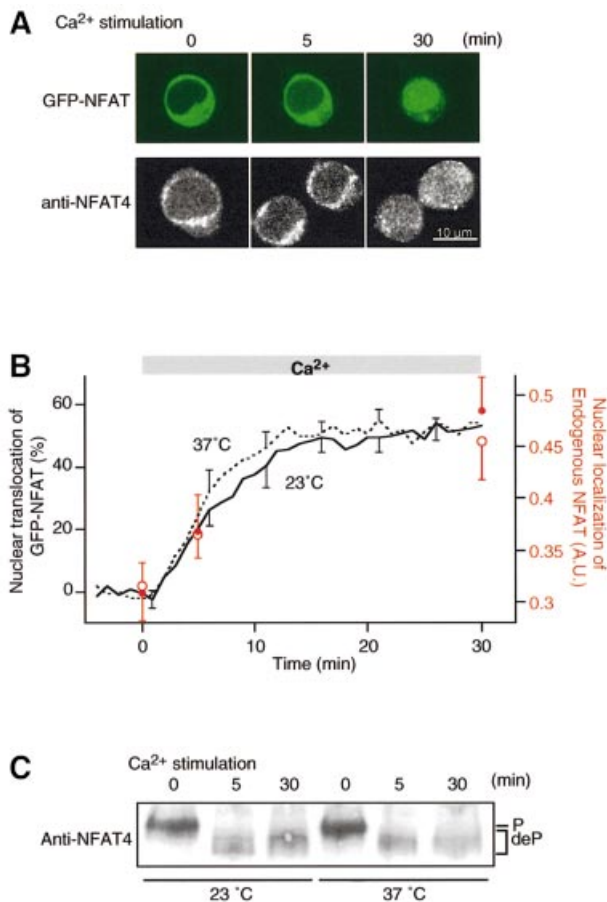 A
Ca2+ stimulation
0 5 30 (min)
GFP-NFAT
anti-NFAT4
10 µm
B
Ca2+
Nuclear translocation of
GFP-NFAT (%)
60
40
20
0
37˚C
23˚C
0.5
0.45
0.4
0.35
0.3
Nuclear localization of
Endogenous NFAT (A.U.)
0 10 20 30
Time (min)
C
Ca2+ stimulation
0 5 30 0 5 30 (min)
Anti-NFAT4
P
deP
23 ˚C 37 ˚C